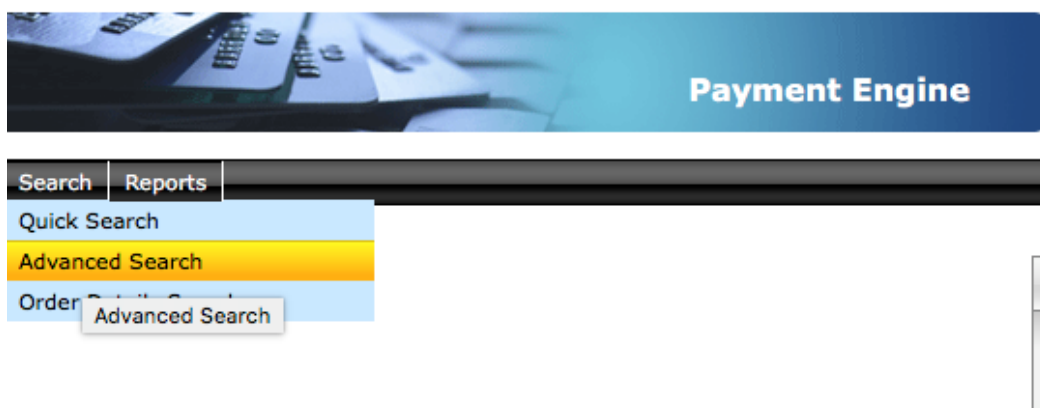 Payment Engine
Search Reports
Quick Search
Advanced Search
Order
Advanced Search